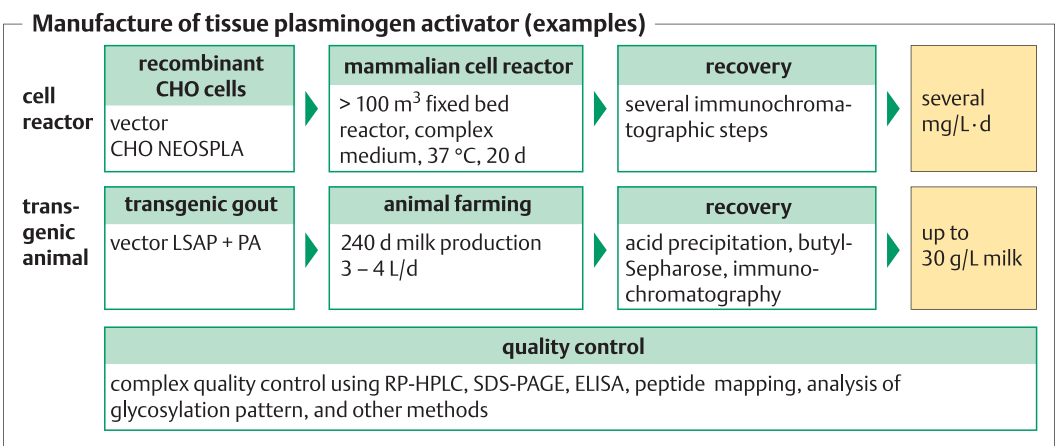 Manufacture of tissue plasminogen activator (examples)
cell
reactor
recombinant
CHO cells
vector
CHO NEOSPLA
mammalian cell reactor
> 100 m³ fixed bed
reactor, complex
medium, 37 °C, 20 d
recovery
several immunochroma-
tographic steps
several
mg/L·d
trans-
genic
animal
transgenic gout
vector LSAP + PA
animal farming
240 d milk production
3 – 4 L/d
recovery
acid precipitation, butyl-
Sepharose, immuno-
chromatography
up to
30 g/L milk
quality control
complex quality control using RP-HPLC, SDS-PAGE, ELISA, peptide mapping, analysis of
glycosylation pattern, and other methods